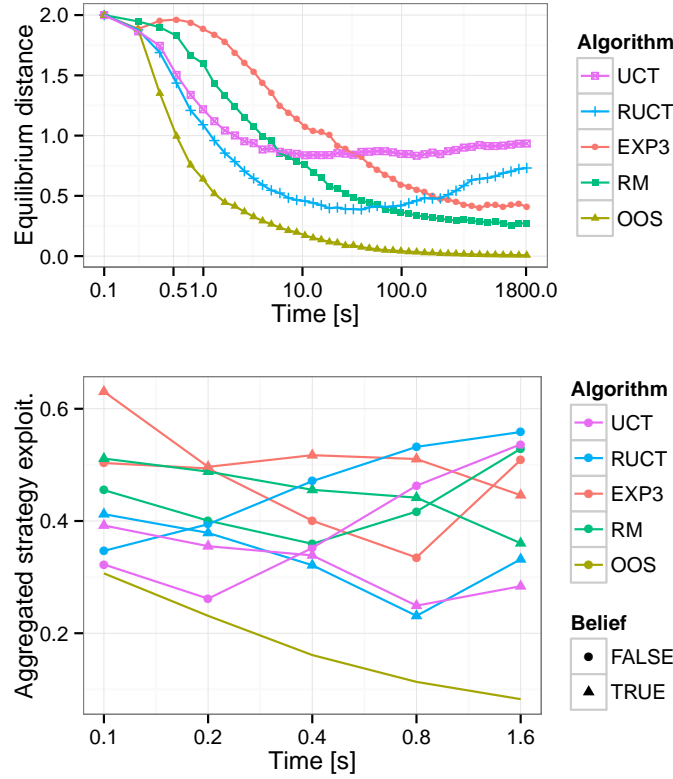 Equilibrium distance
2.0
1.5
1.0
0.5
0.0
0.1
0.5
1.0
10.0
100.0
1800.0
Time [s]
Algorithm
UCT
RUCT
EXP3
RM
OOS
Aggregated strategy exploit.
0.6
0.4
0.2
0.1
0.2
0.4
0.8
1.6
Time [s]
Algorithm
UCT
RUCT
EXP3
RM
OOS
Belief
FALSE
TRUE